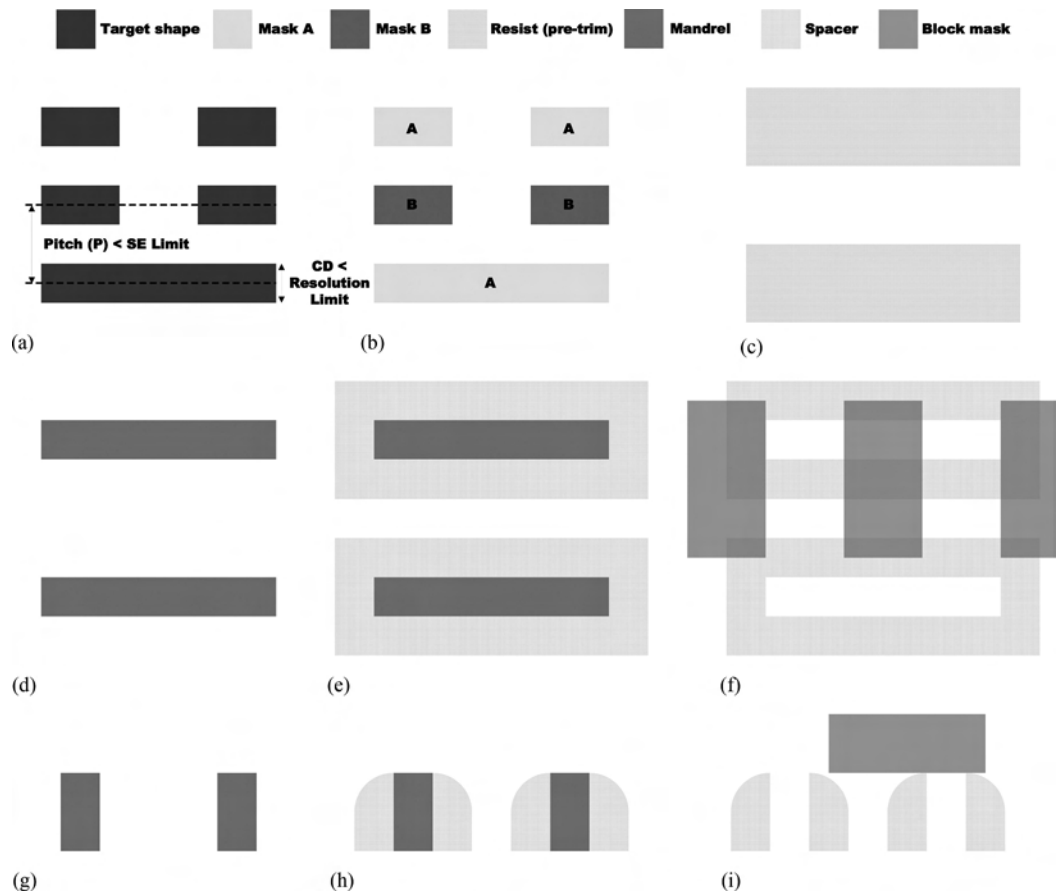 Target shape Mask A Mask B Resist (pre-trim) Mandrel Spacer Block mask
A A
B B
Pitch (P) < SE Limit
CD <
Resolution
Limit
A
(a) (b) (c)
(d) (e) (f)
(g) (h) (i)